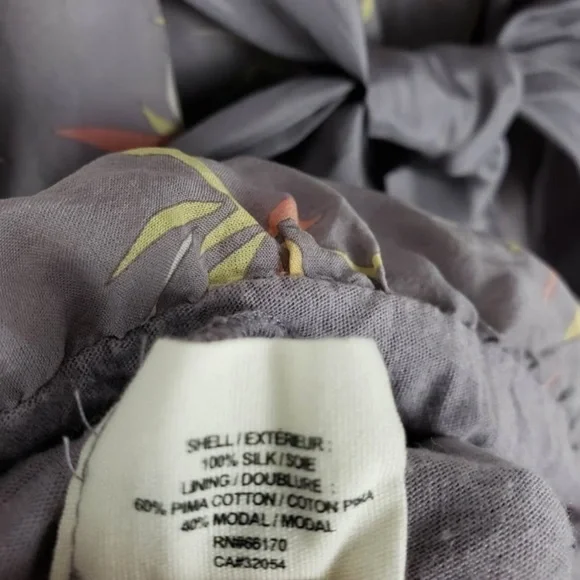 SHELL / EXTÉRIEUR :
100% SILK / SOIE
LINING / DOUBLURE :
60% PIMA COTTON / COTON PIMA
40% MODAL / MODAL
RN#66170
CA#32054